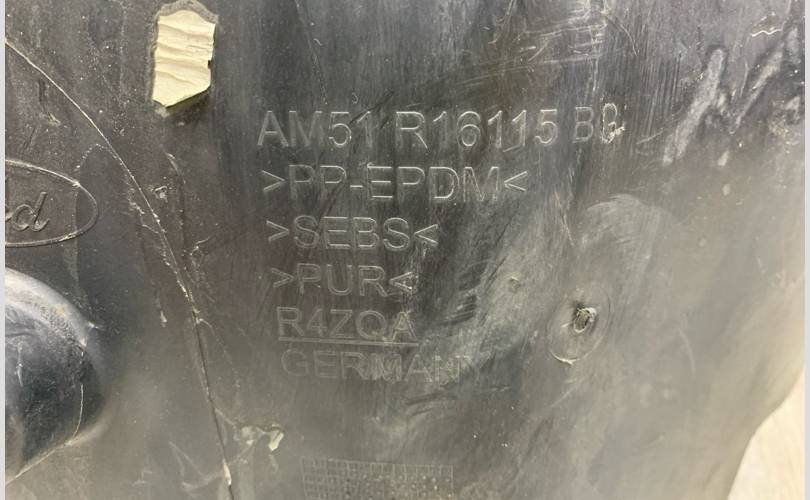 AM51 R16115
>PP-EPDM<
>SEBS<
>PUR<
R4ZQA
GERMANY